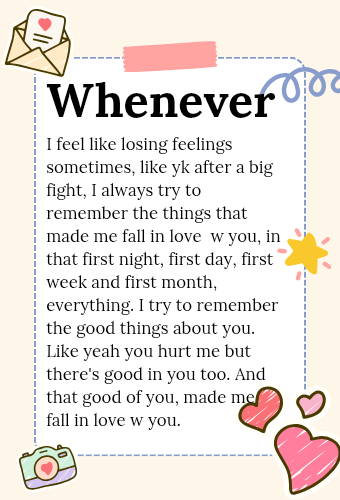 Whenever
I feel like losing feelings
sometimes, like yk after a big
fight, I always try to
remember the things that
made me fall in love  w you, in
that first night, first day, first
week and first month,
everything. I try to remember
the good things about you.
Like yeah you hurt me but
there's good in you too. And
that good of you, made me
fall in love w you.